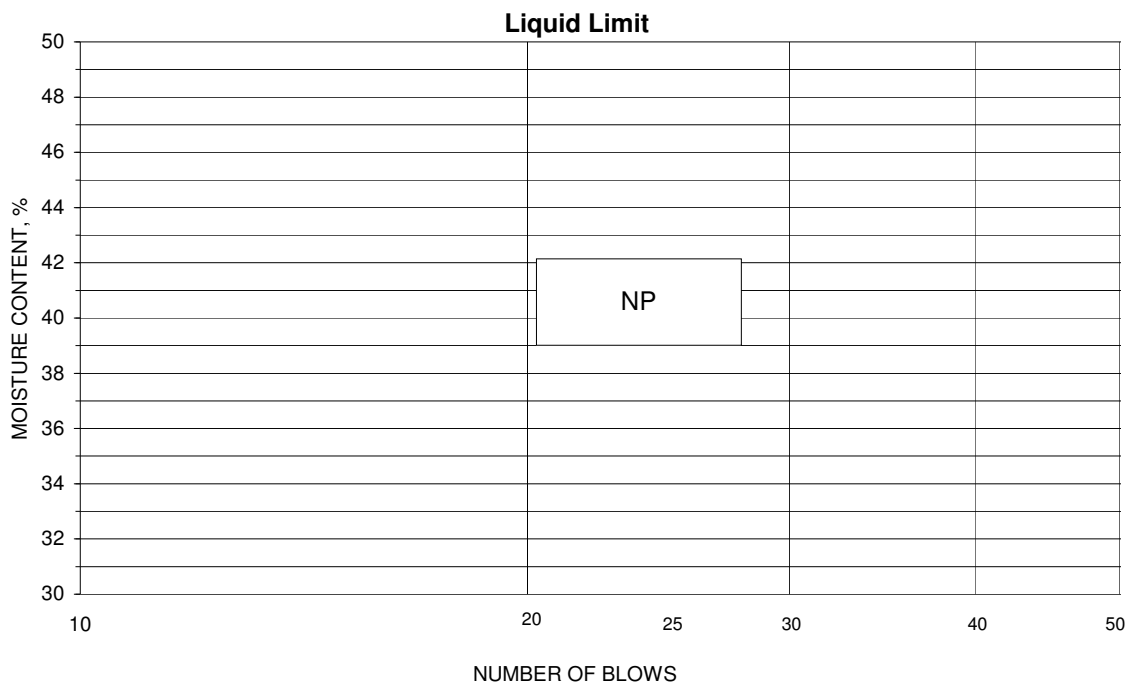 Liquid Limit
50
48
46
44
42
40
38
36
34
32
30
MOISTURE CONTENT, %
NP
10 20 25 30 40 50
NUMBER OF BLOWS